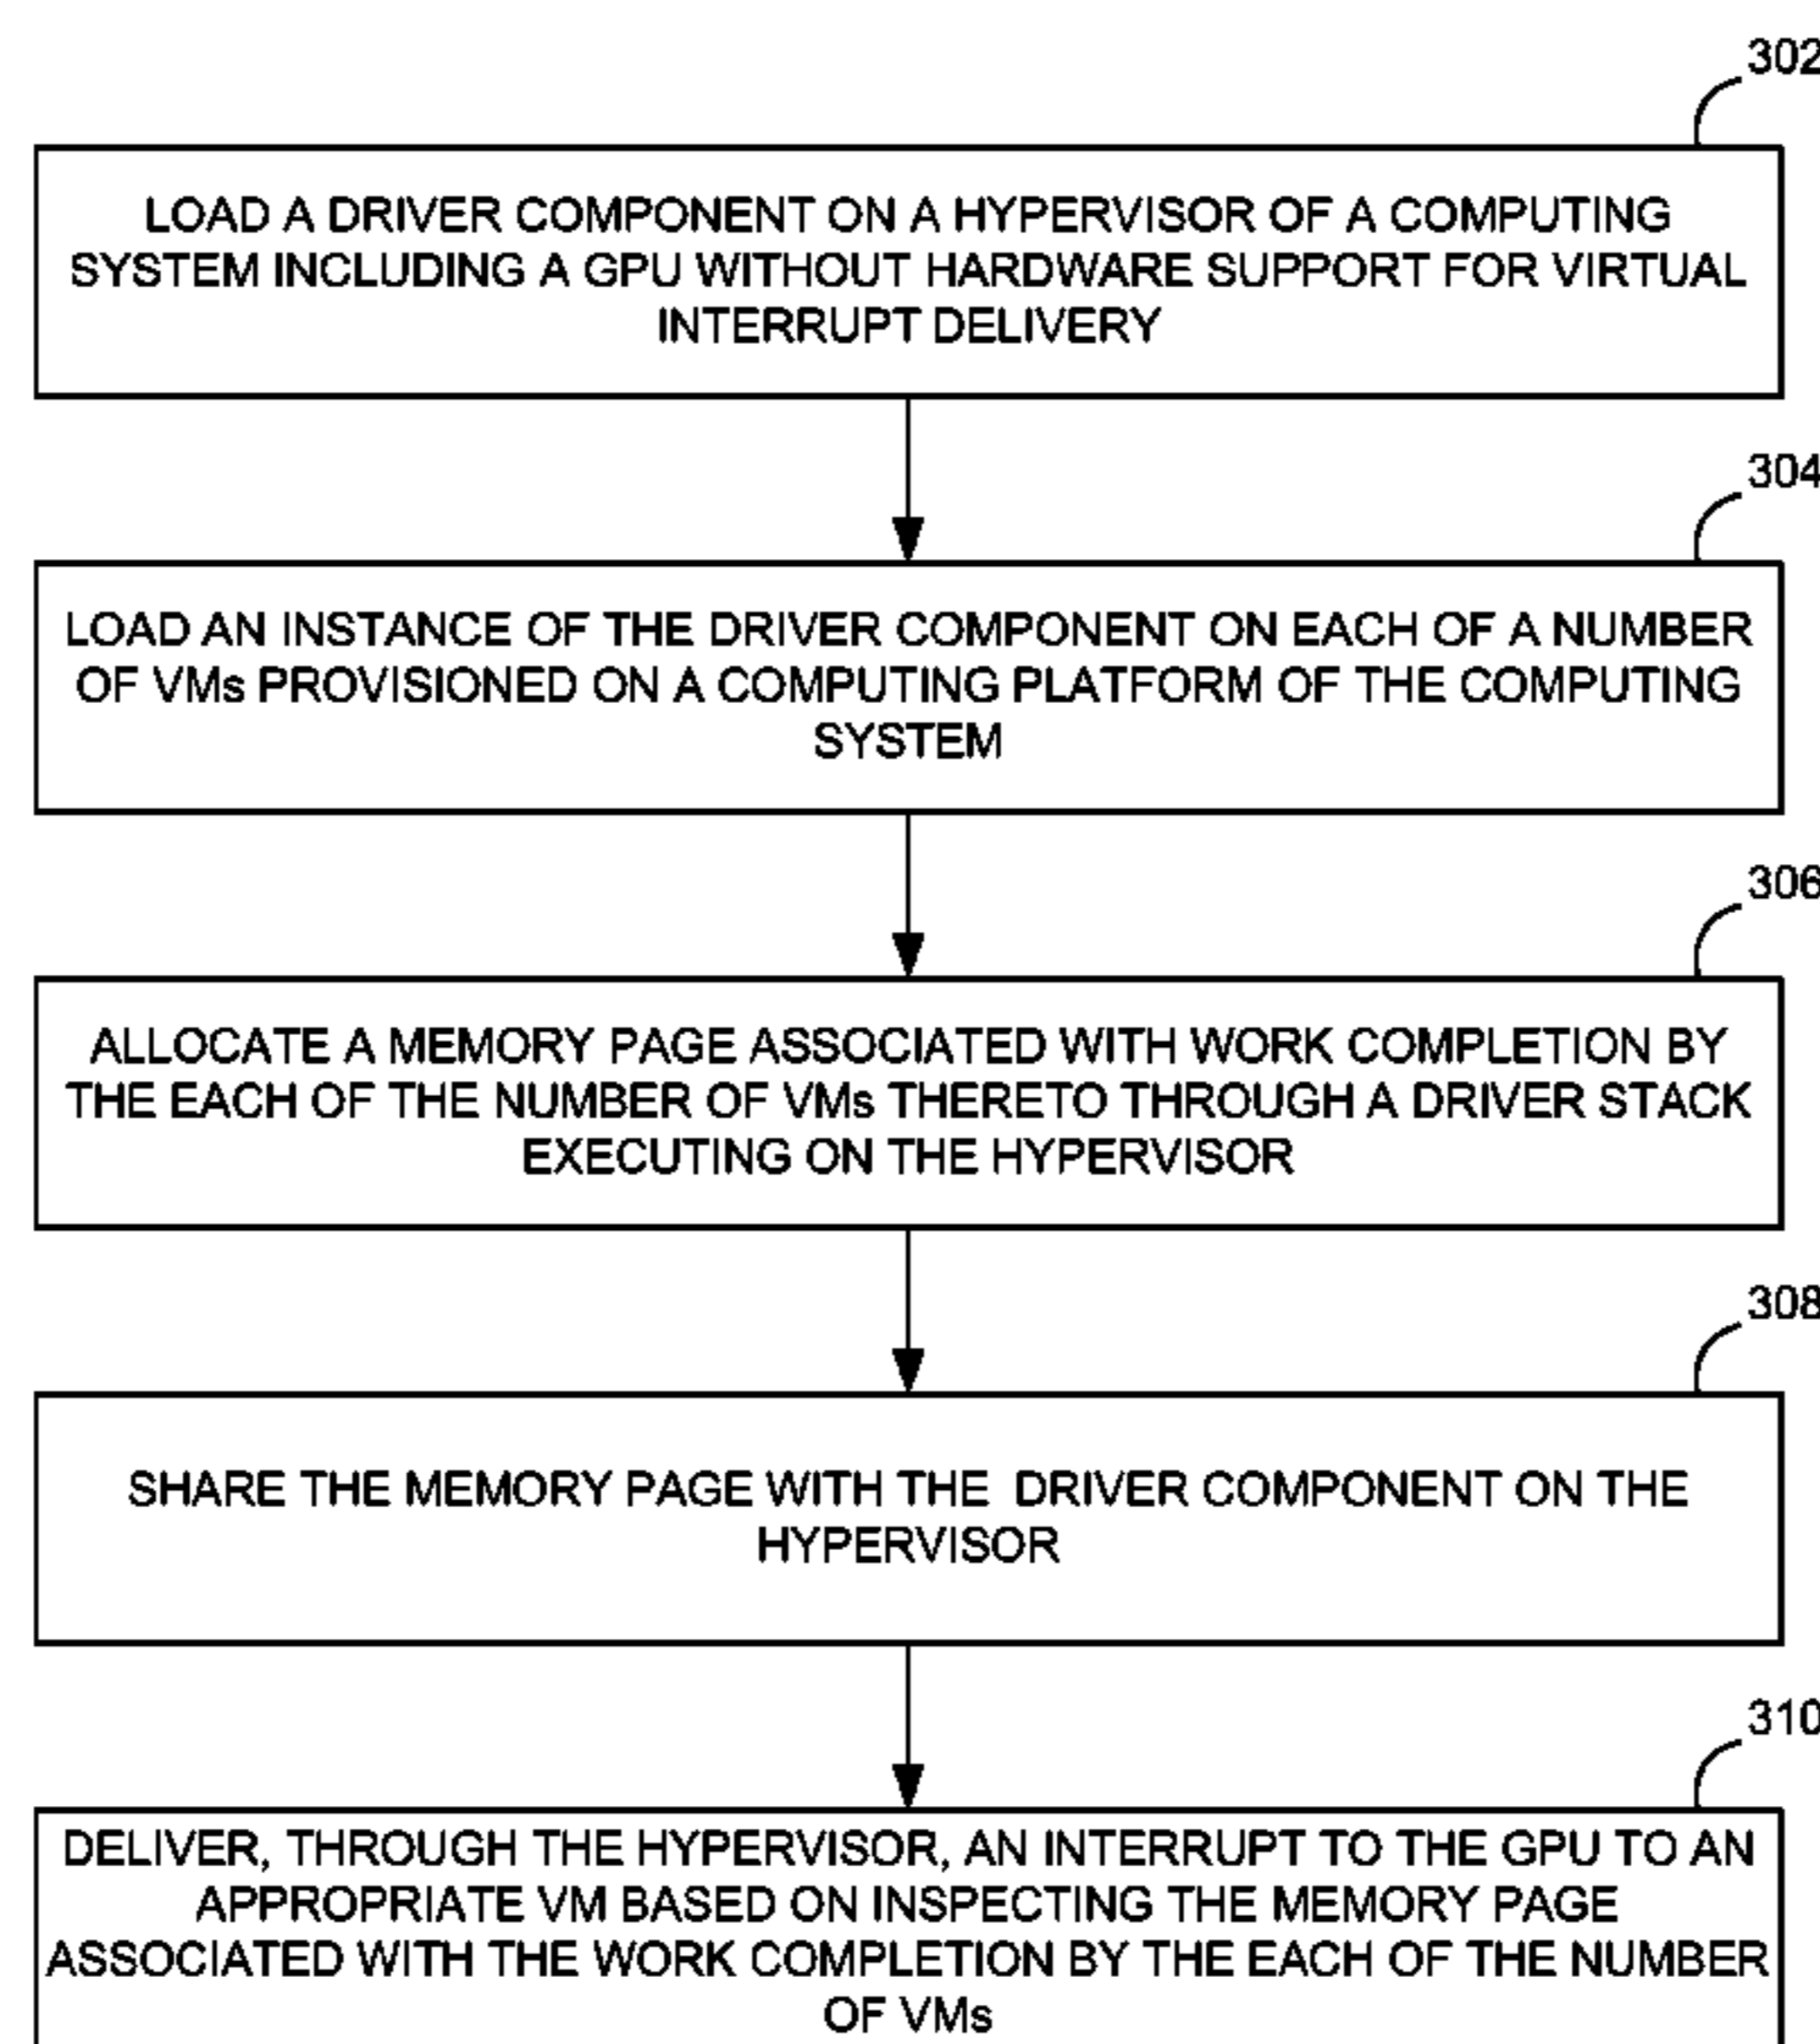 302
LOAD A DRIVER COMPONENT ON A HYPERVISOR OF A COMPUTING
SYSTEM INCLUDING A GPU WITHOUT HARDWARE SUPPORT FOR VIRTUAL
INTERRUPT DELIVERY
304
LOAD AN INSTANCE OF THE DRIVER COMPONENT ON EACH OF A NUMBER
OF VMs PROVISIONED ON A COMPUTING PLATFORM OF THE COMPUTING
SYSTEM
306
ALLOCATE A MEMORY PAGE ASSOCIATED WITH WORK COMPLETION BY
THE EACH OF THE NUMBER OF VMs THERETO THROUGH A DRIVER STACK
EXECUTING ON THE HYPERVISOR
308
SHARE THE MEMORY PAGE WITH THE DRIVER COMPONENT ON THE
HYPERVISOR
310
DELIVER, THROUGH THE HYPERVISOR, AN INTERRUPT TO THE GPU TO AN
APPROPRIATE VM BASED ON INSPECTING THE MEMORY PAGE
ASSOCIATED WITH THE WORK COMPLETION BY THE EACH OF THE NUMBER
OF VMs